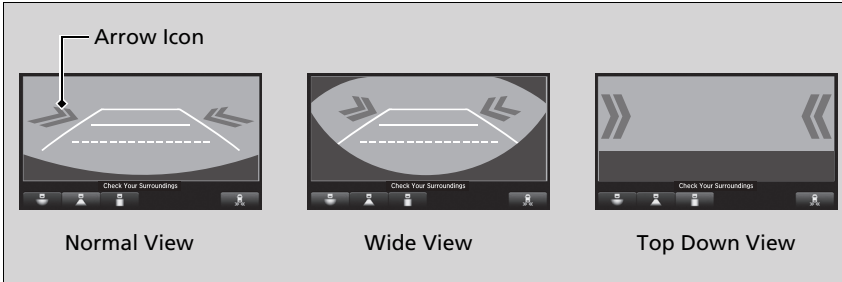 Arrow Icon
Check Your Surroundings
Check Your Surroundings
Check Your Surroundings
Normal View
Wide View
Top Down View